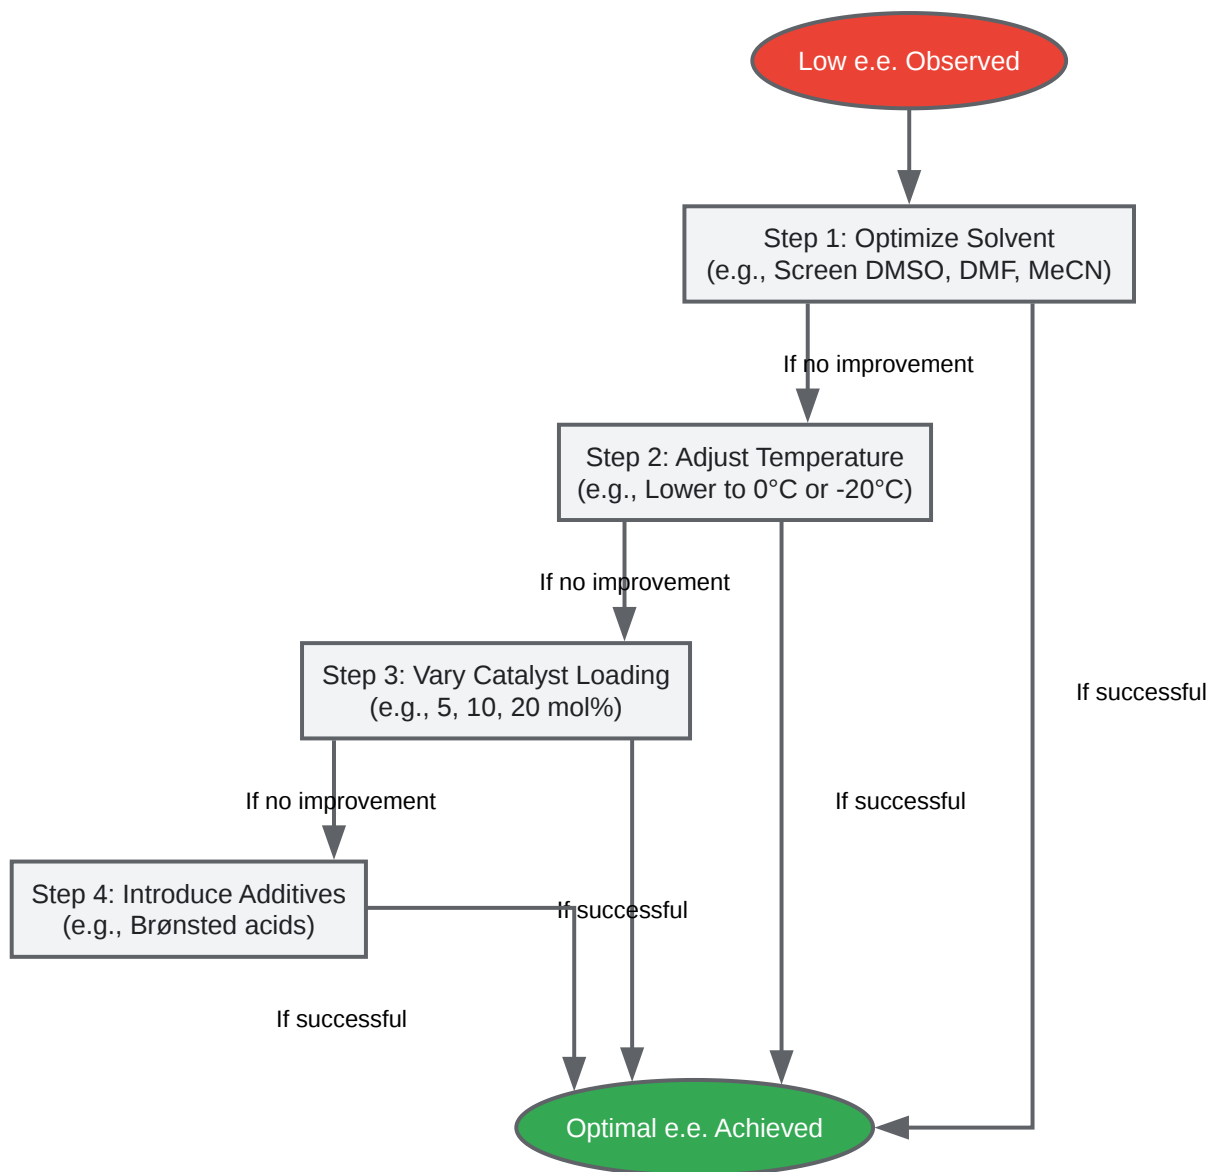 Low e.e. Observed
Step 1: Optimize Solvent
(e.g., Screen DMSO, DMF, MeCN)
If no improvement
Step 2: Adjust Temperature
(e.g., Lower to 0°C or -20°C)
If no improvement
Step 3: Vary Catalyst Loading
(e.g., 5, 10, 20 mol%)
If successful
If no improvement
If successful
Step 4: Introduce Additives
(e.g., Brønsted acids)
If successful
If successful
Optimal e.e. Achieved